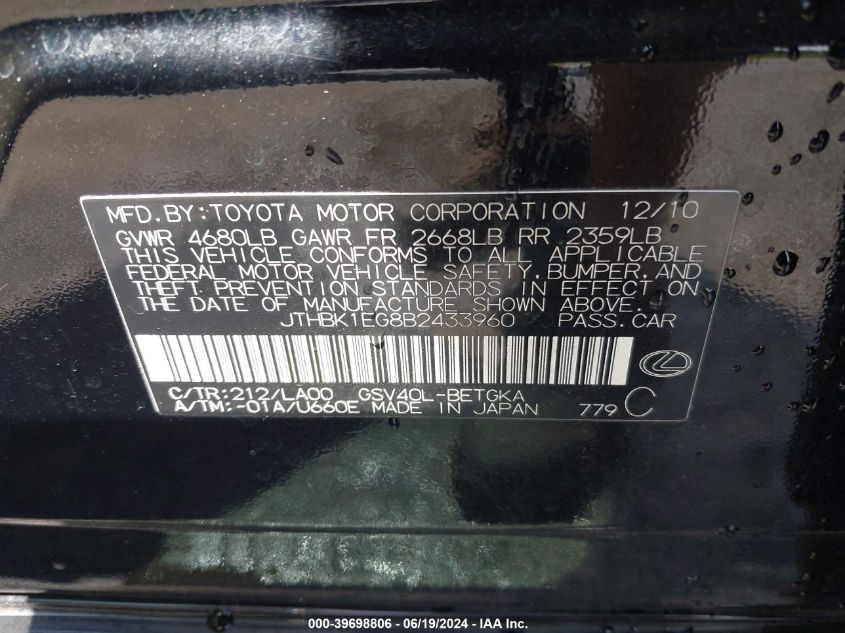 MFD.BY:TOYOTA MOTOR CORPORATION 12/10
GVWR 4680LB GAWR FR 2668LB RR 2359LB
THIS VEHICLE CONFORMS TO ALL APPLICABLE
FEDERAL MOTOR VEHICLE SAFETY, BUMPER, AND
THEFT PREVENTION STANDARDS IN EFFECT ON
THE DATE OF MANUFACTURE SHOWN ABOVE.
JTHBK1EG8B2433960 PASS.CAR
C/TR:212/LA00 GSV40L-BETGKA
A/TM:-01A/U660E MADE IN JAPAN 779 C
000-39698806 / 06/19/2024 - IAA Inc.